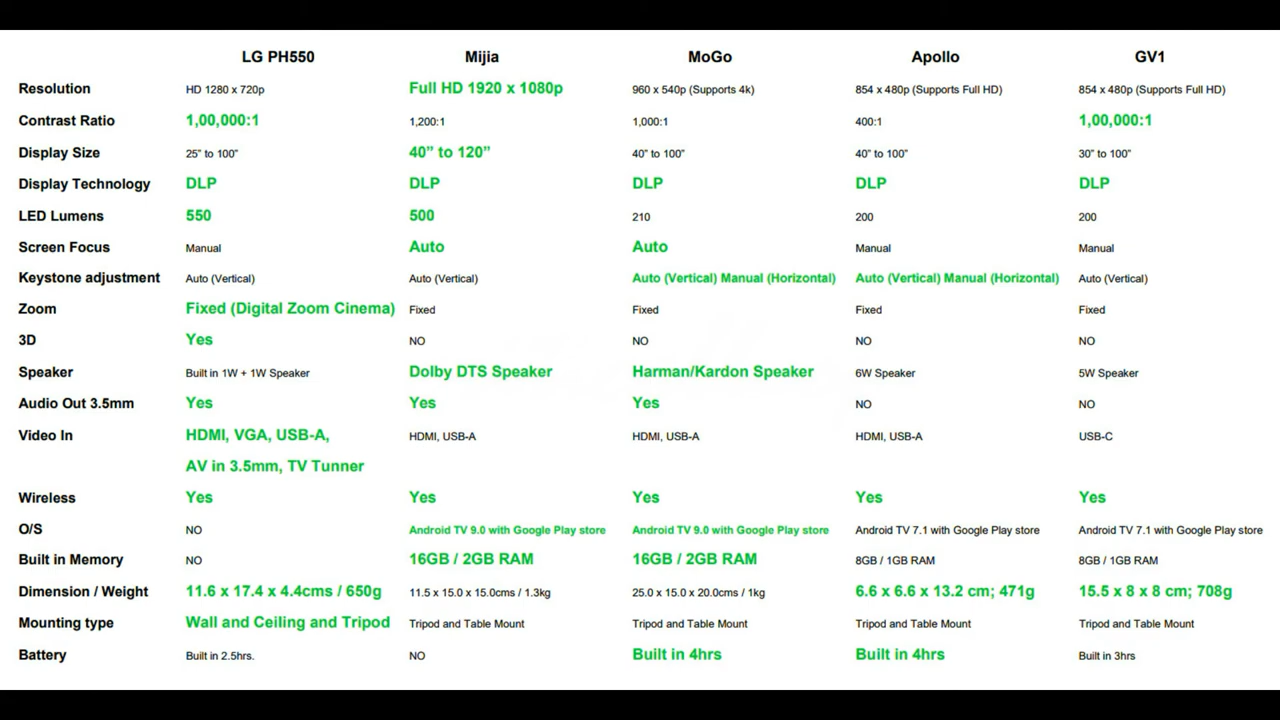 LG PH550 Mijia MoGo Apollo GV1
Resolution HD 1280 x 720p Full HD 1920 x 1080p 960 x 540p (Supports 4k) 854 x 480p (Supports Full HD) 854 x 480p (Supports Full HD)
Contrast Ratio 1,00,000:1 1,200:1 1,000:1 400:1 1,00,000:1
Display Size 25” to 100” 40” to 120” 40” to 100” 40” to 100” 30” to 100”
Display Technology DLP DLP DLP DLP DLP
LED Lumens 550 500 210 200 200
Screen Focus Manual Auto Auto Manual Manual
Keystone adjustment Auto (Vertical) Auto (Vertical) Auto (Vertical) Manual (Horizontal) Auto (Vertical) Manual (Horizontal) Auto (Vertical)
Zoom Fixed (Digital Zoom Cinema) Fixed Fixed Fixed Fixed
3D Yes NO NO NO NO
Speaker Built in 1W + 1W Speaker Dolby DTS Speaker Harman/Kardon Speaker 6W Speaker 5W Speaker
Audio Out 3.5mm Yes Yes Yes NO NO
Video In HDMI, VGA, USB-A, HDMI, USB-A HDMI, USB-A HDMI, USB-A USB-C
AV in 3.5mm, TV Tunner
Wireless Yes Yes Yes Yes Yes
O/S NO Android TV 9.0 with Google Play store Android TV 9.0 with Google Play store Android TV 7.1 with Google Play store Android TV 7.1 with Google Play store
Built in Memory NO 16GB / 2GB RAM 16GB / 2GB RAM 8GB / 1GB RAM 8GB / 1GB RAM
Dimension / Weight 11.6 x 17.4 x 4.4cms / 650g 11.5 x 15.0 x 15.0cms / 1.3kg 25.0 x 15.0 x 20.0cms / 1kg 6.6 x 6.6 x 13.2 cm; 471g 15.5 x 8 x 8 cm; 708g
Mounting type Wall and Ceiling and Tripod Tripod and Table Mount Tripod and Table Mount Tripod and Table Mount Tripod and Table Mount
Battery Built in 2.5hrs. NO Built in 4hrs Built in 4hrs Built in 3hrs